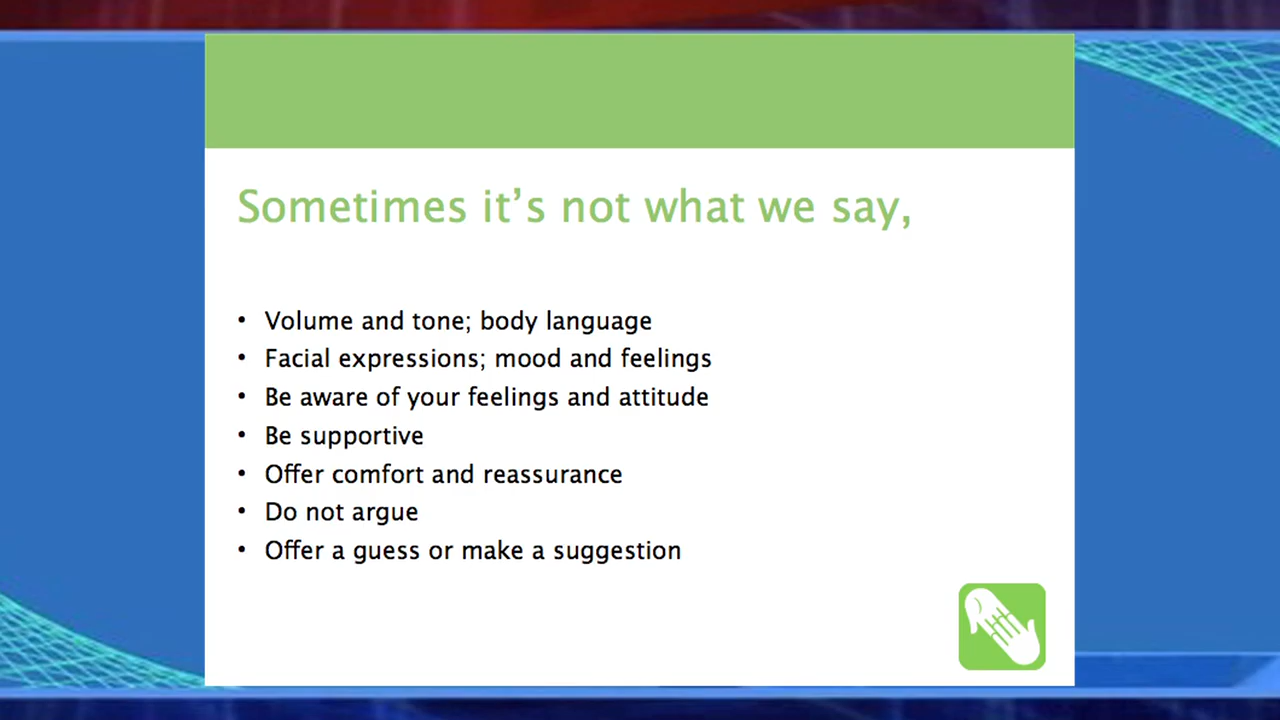 Sometimes it’s not what we say,
• Volume and tone; body language
• Facial expressions; mood and feelings
• Be aware of your feelings and attitude
• Be supportive
• Offer comfort and reassurance
• Do not argue
• Offer a guess or make a suggestion